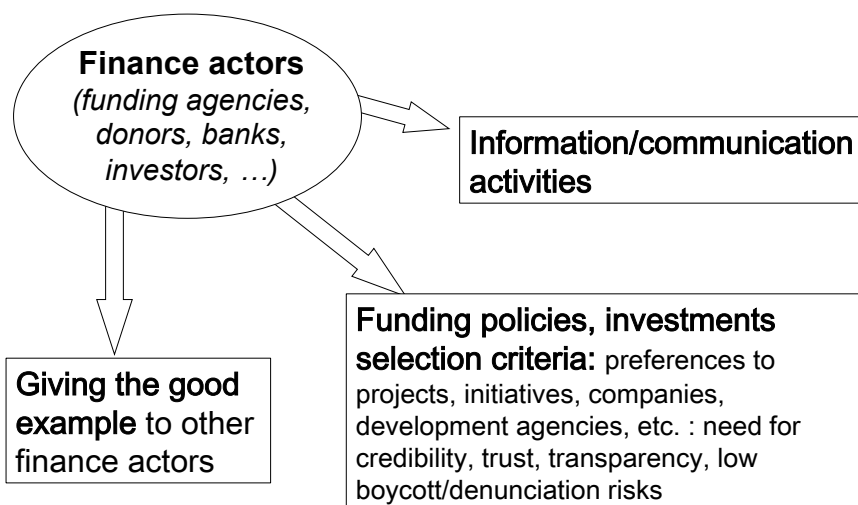 Finance actors
(funding agencies,
donors, banks,
investors, …)
Information/communication
activities
Funding policies, investments
selection criteria: preferences to
projects, initiatives, companies,
development agencies, etc. : need for
credibility, trust, transparency, low
boycott/denunciation risks
Giving the good
example to other
finance actors